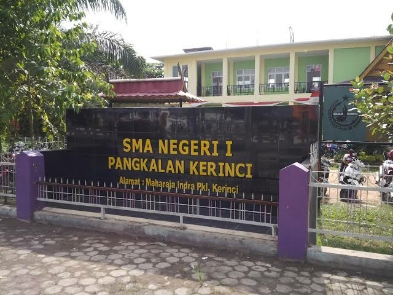 SMA NEGERI I
PANGKALAN KERINCI
Alamat : Maharaja Indra Pkl, Kerinci